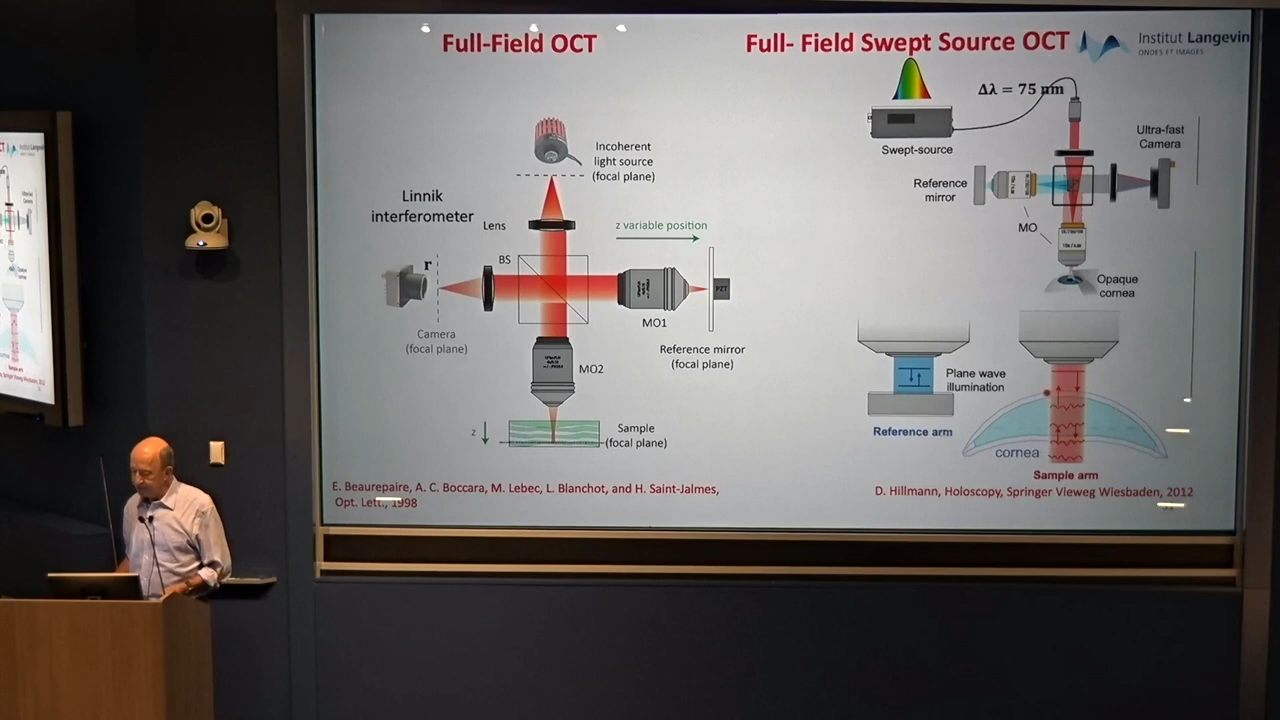 Full-Field OCT
Incoherent
light source
(focal plane)
Linnik
interferometer
Lens
z variable position
r
BS
PZT
MO1
Camera
(focal plane)
Reference mirror
(focal plane)
MO2
z
Sample
(focal plane)
E. Beaurepaire, A. C. Boccara, M. Lebec, L. Blanchot, and H. Saint-Jalmes,
Opt. Lett., 1998
Full- Field Swept Source OCT
Institut Langevin
ONDES ET IMAGES
Δλ = 75 nm
Swept-source
Ultra-fast
Camera
Reference
mirror
MO
Opaque
cornea
Plane wave
illumination
Reference arm
cornea
Sample arm
D. Hillmann, Holoscopy, Springer Vieweg Wiesbaden, 2012